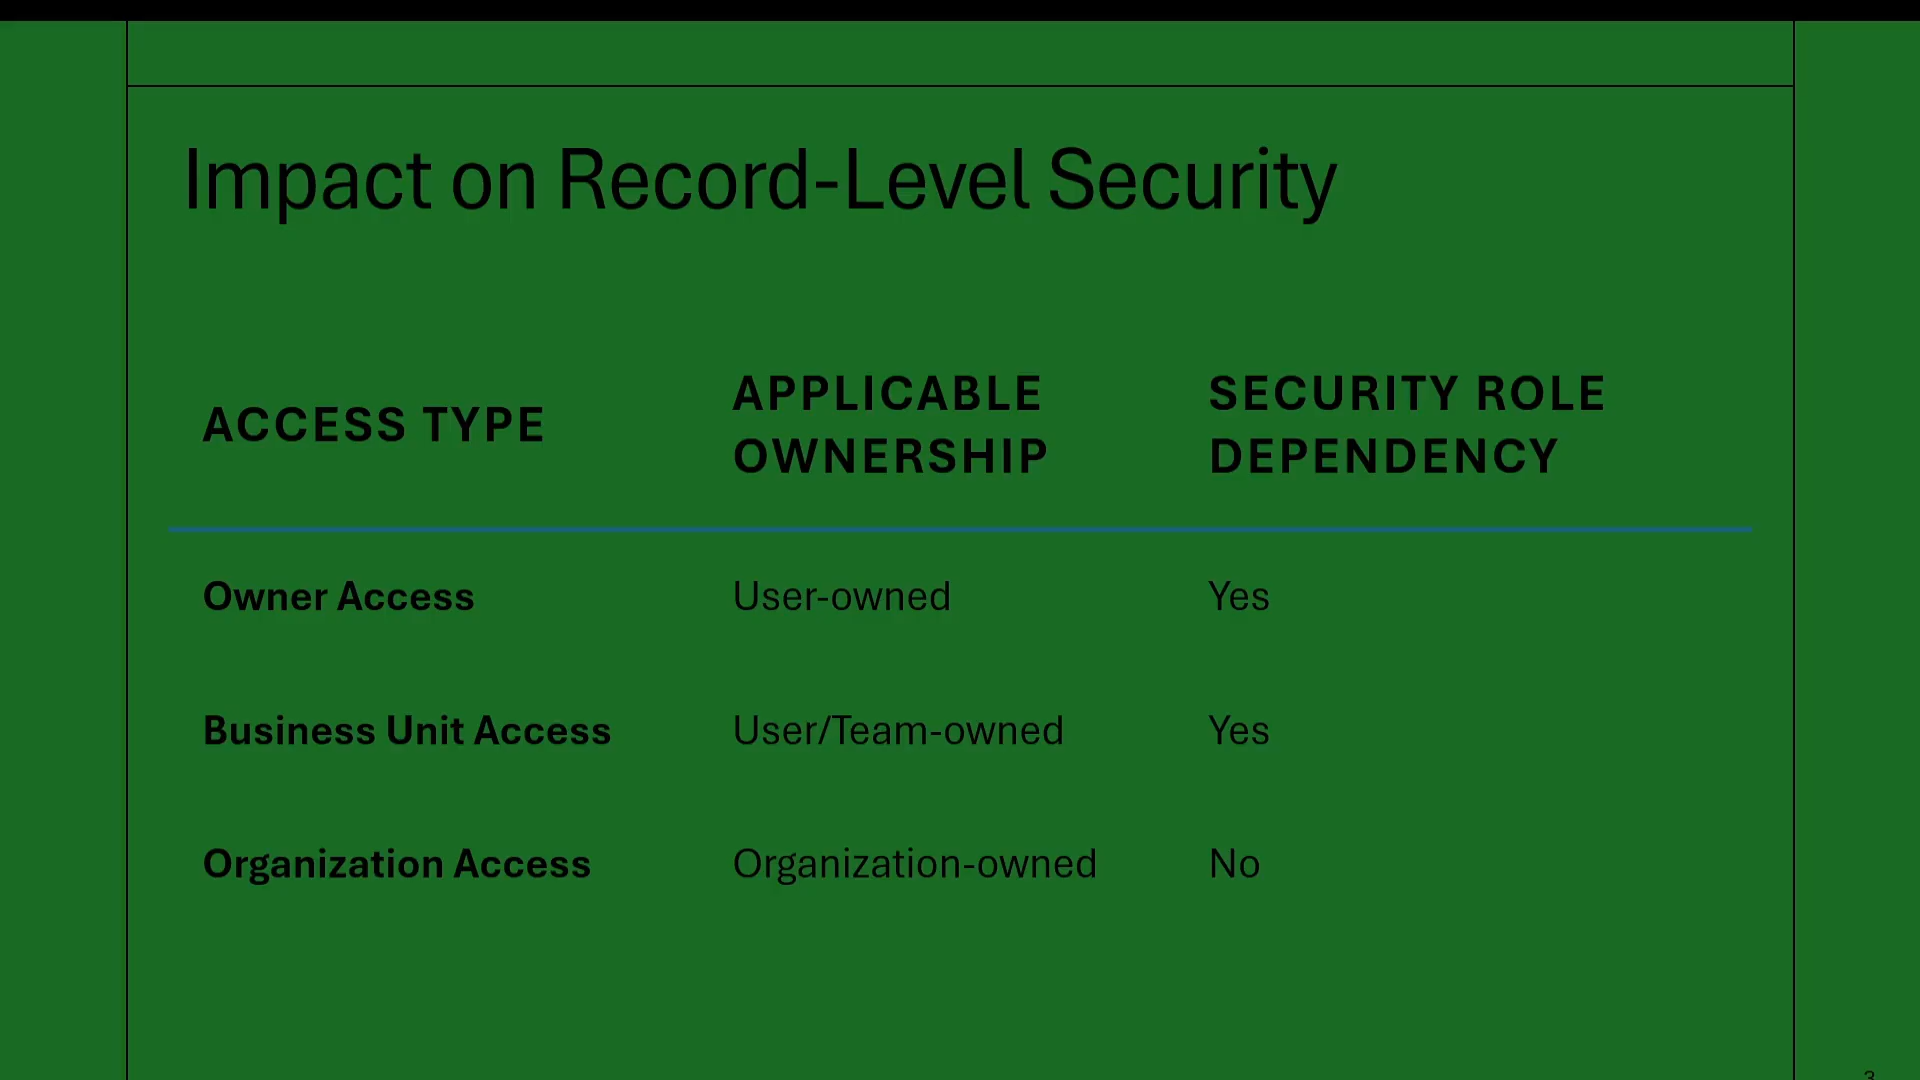 Impact on Record-Level Security
ACCESS TYPE
APPLICABLE
OWNERSHIP
SECURITY ROLE
DEPENDENCY
Owner Access
User-owned
Yes
Business Unit Access
User/Team-owned
Yes
Organization Access
Organization-owned
No
3